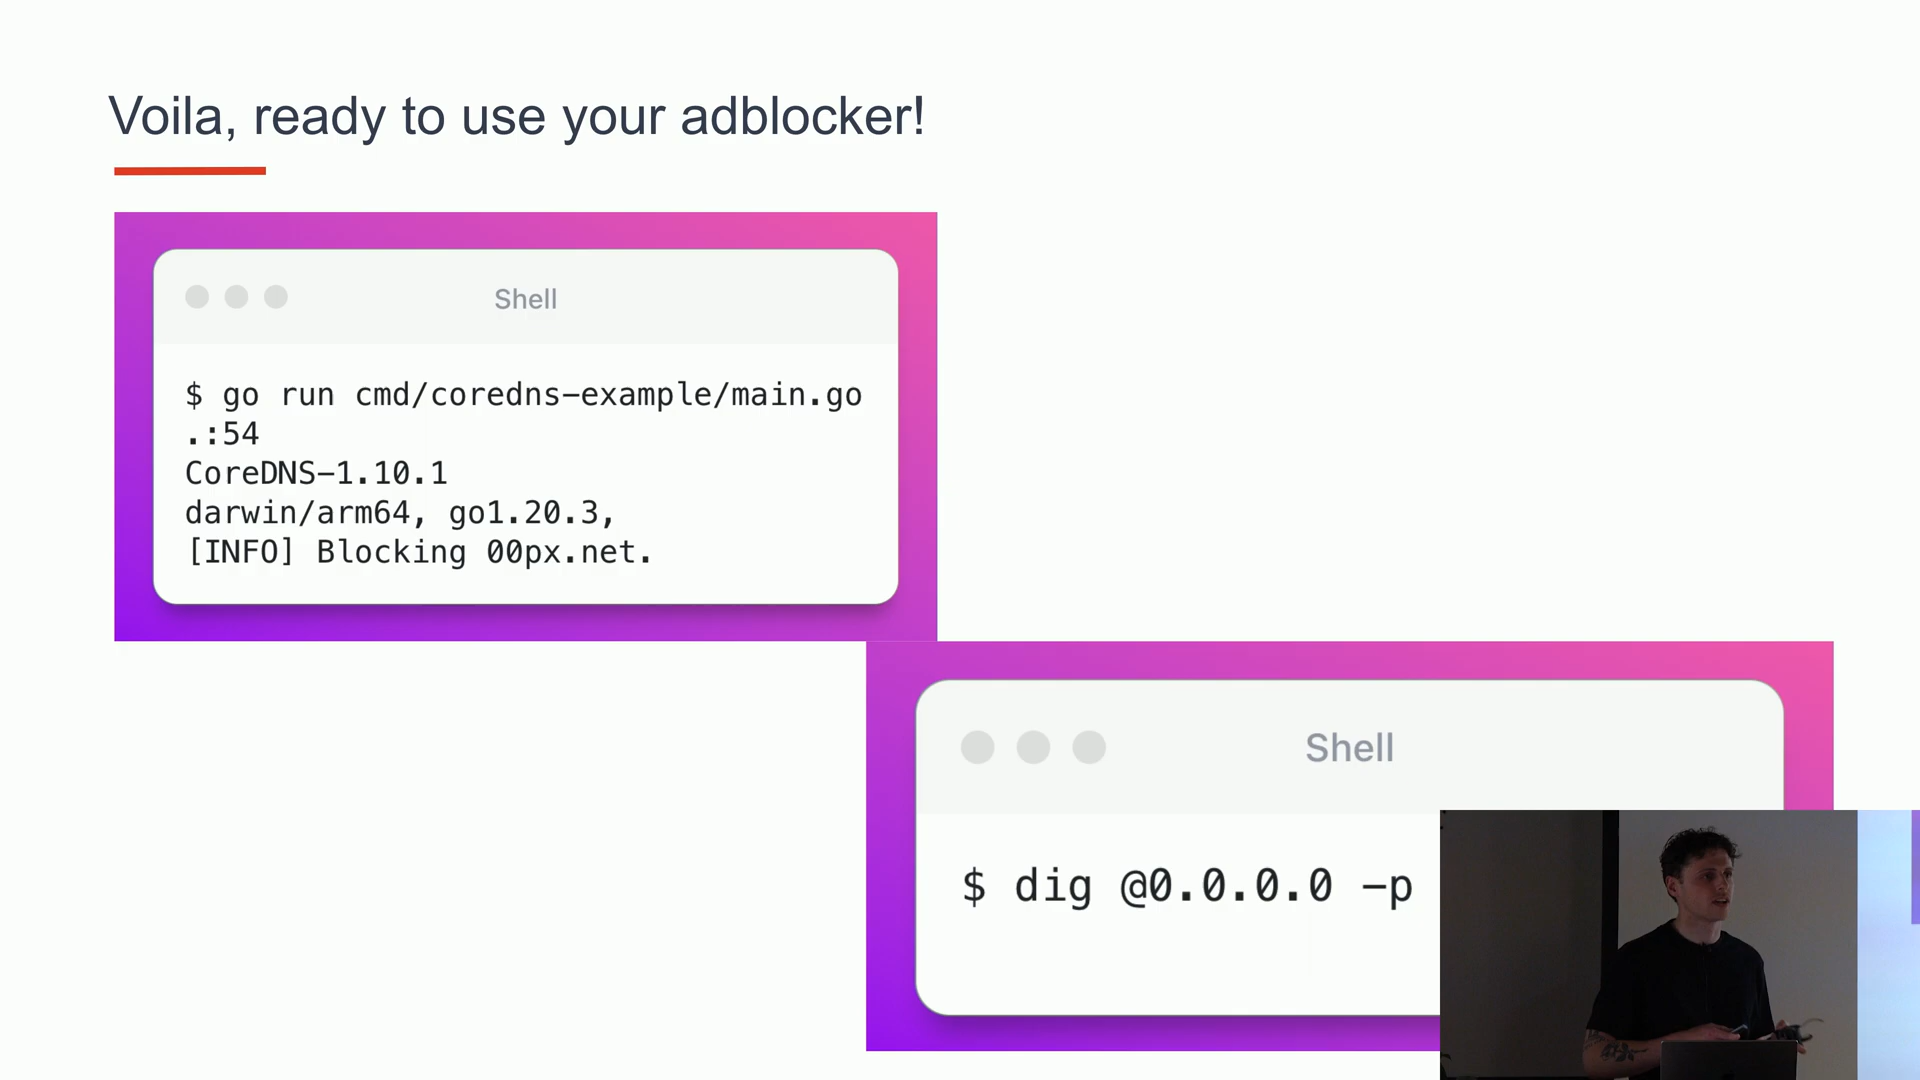 Voila, ready to use your adblocker!
Shell
$ go run cmd/coredns-example/main.go
.:54
CoreDNS-1.10.1
darwin/arm64, go1.20.3,
[INFO] Blocking 00px.net.
Shell
$ dig @0.0.0.0 -p